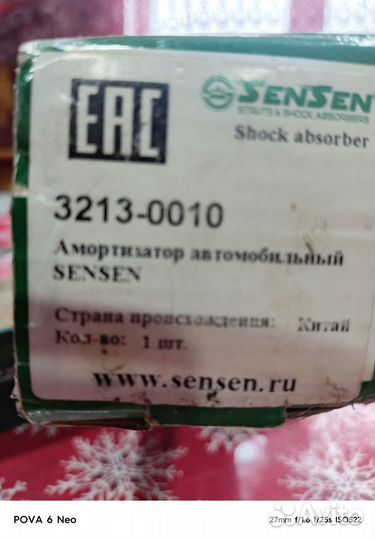 EAC
SENSEN
STRUTS & SHOCK ABSORBERS
Shock absorber
3213-0010
Амортизатор автомобильный
SENSEN
Страна происхождения: Китай
Кол-во: 1 шт.
www.sensen.ru
POVA 6 Neo
27mm f/1.6 1/25s ISO522
Avito